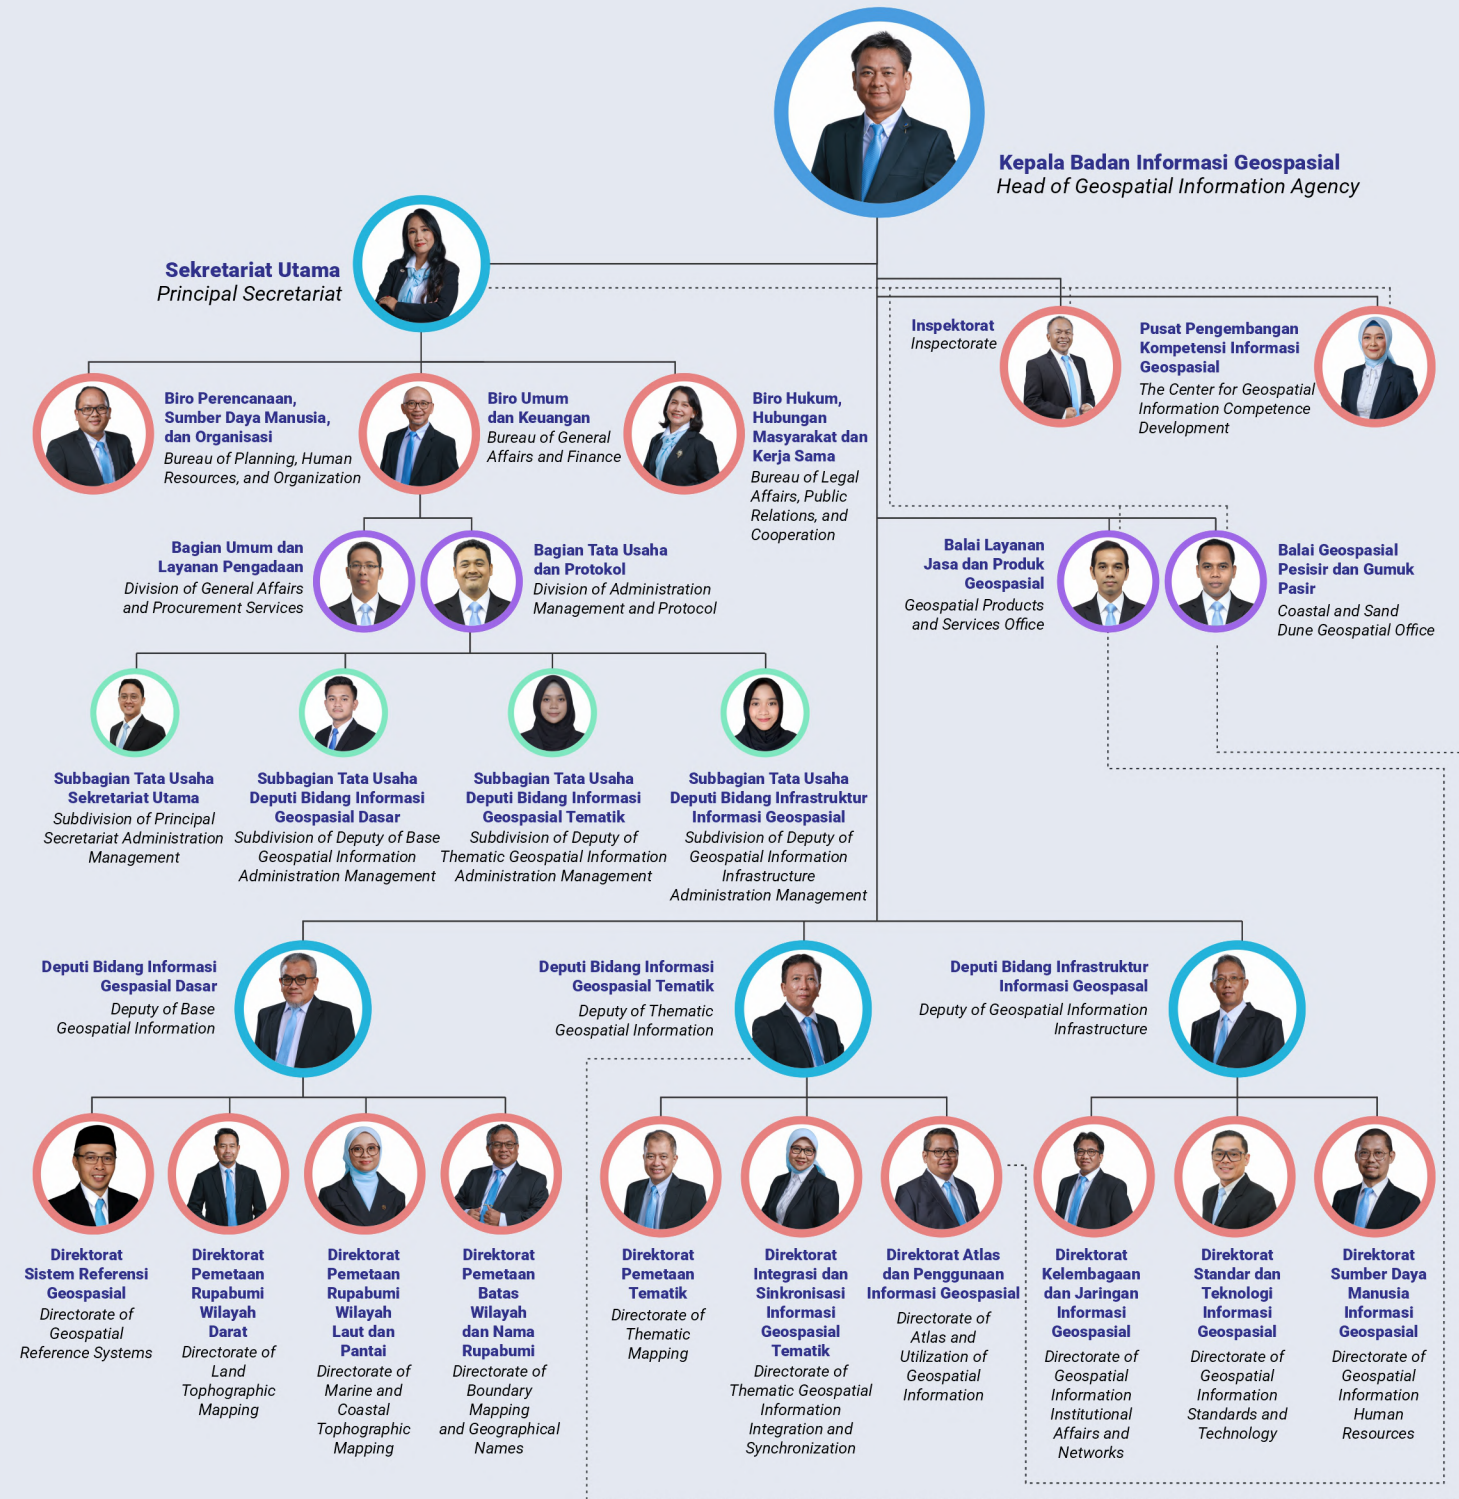 Kepala Badan Informasi Geospasial
Head of Geospatial Information Agency
Sekretariat Utama
Principal Secretariat
Inspektorat
Inspectorate
Pusat Pengembangan
Kompetensi Informasi
Geospasial
The Center for Geospatial
Information Competence
Development
Biro Perencanaan,
Sumber Daya Manusia,
dan Organisasi
Bureau of Planning, Human
Resources, and Organization
Biro Umum
dan Keuangan
Bureau of General
Affairs and Finance
Biro Hukum,
Hubungan
Masyarakat dan
Kerja Sama
Bureau of Legal
Affairs, Public
Relations, and
Cooperation
Bagian Umum dan
Layanan Pengadaan
Division of General Affairs
and Procurement Services
Bagian Tata Usaha
dan Protokol
Division of Administration
Management and Protocol
Balai Layanan
Jasa dan Produk
Geospasial
Geospatial Products
and Services Office
Balai Geospasial
Pesisir dan Gumuk
Pasir
Coastal and Sand
Dune Geospatial Office
Subbagian Tata Usaha
Sekretariat Utama
Subdivision of Principal
Secretariat Administration
Management
Subbagian Tata Usaha
Deputi Bidang Informasi
Geospasial Dasar
Subdivision of Deputy of Base
Geospatial Information
Administration Management
Subbagian Tata Usaha
Deputi Bidang Informasi
Geospasial Tematik
Subdivision of Deputy of
Thematic Geospatial Information
Administration Management
Subbagian Tata Usaha
Deputi Bidang Infrastruktur
Informasi Geospasial
Subdivision of Deputy of
Geospatial Information
Infrastructure
Administration Management
Deputi Bidang Informasi
Gespasial Dasar
Deputy of Base
Geospatial Information
Deputi Bidang Informasi
Geospasial Tematik
Deputy of Thematic
Geospatial Information
Deputi Bidang Infrastruktur
Informasi Geospasal
Deputy of Geospatial Information
Infrastructure
Direktorat
Sistem Referensi
Geospasial
Directorate of
Geospatial
Reference Systems
Direktorat
Pemetaan
Rupabumi
Wilayah
Darat
Directorate of
Land
Tophographic
Mapping
Direktorat
Pemetaan
Rupabumi
Wilayah
Laut dan
Pantai
Directorate of
Marine and
Coastal
Tophographic
Mapping
Direktorat
Pemetaan
Batas
Wilayah
dan Nama
Rupabumi
Directorate of
Boundary
Mapping
and Geographical
Names
Direktorat
Pemetaan
Tematik
Directorate of
Thematic
Mapping
Direktorat
Integrasi dan
Sinkronisasi
Informasi
Geospasial
Tematik
Directorate of
Thematic Geospatial
Information
Integration and
Synchronization
Direktorat Atlas
dan Penggunaan
Informasi Geospasial
Directorate of
Atlas and
Utilization of
Geospatial
Information
Direktorat
Kelembagaan
dan Jaringan
Informasi
Geospasial
Directorate of
Geospatial
Information
Institutional
Affairs and
Networks
Direktorat
Standar dan
Teknologi
Informasi
Geospasial
Directorate of
Geospatial
Information
Standards and
Technology
Direktorat
Sumber Daya
Manusia
Informasi
Geospasial
Directorate of
Geospatial
Information
Human
Resources